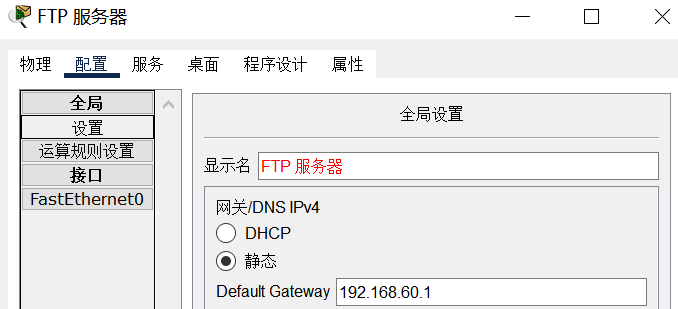 FTP 服务器
物理 配置 服务 桌面 程序设计 属性
全局
设置
运算规则设置
接口
FastEthernet0
全局设置
显示名 FTP 服务器
网关/DNS IPv4
DHCP
静态
Default Gateway 192.168.60.1